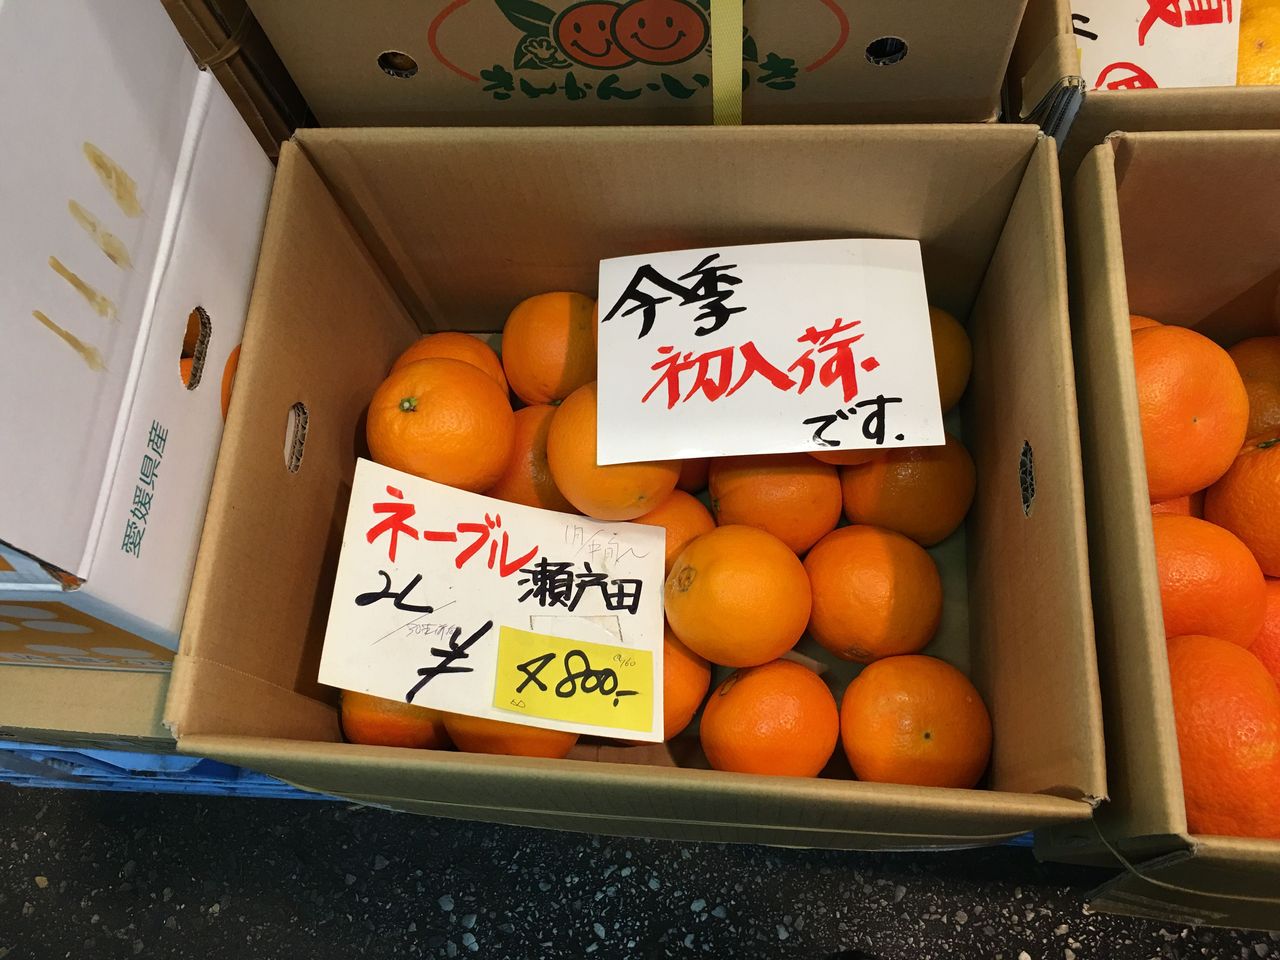 今季
初入荷.
です.
ネーブル
瀬戸田
2L
¥
800.-
愛媛県産